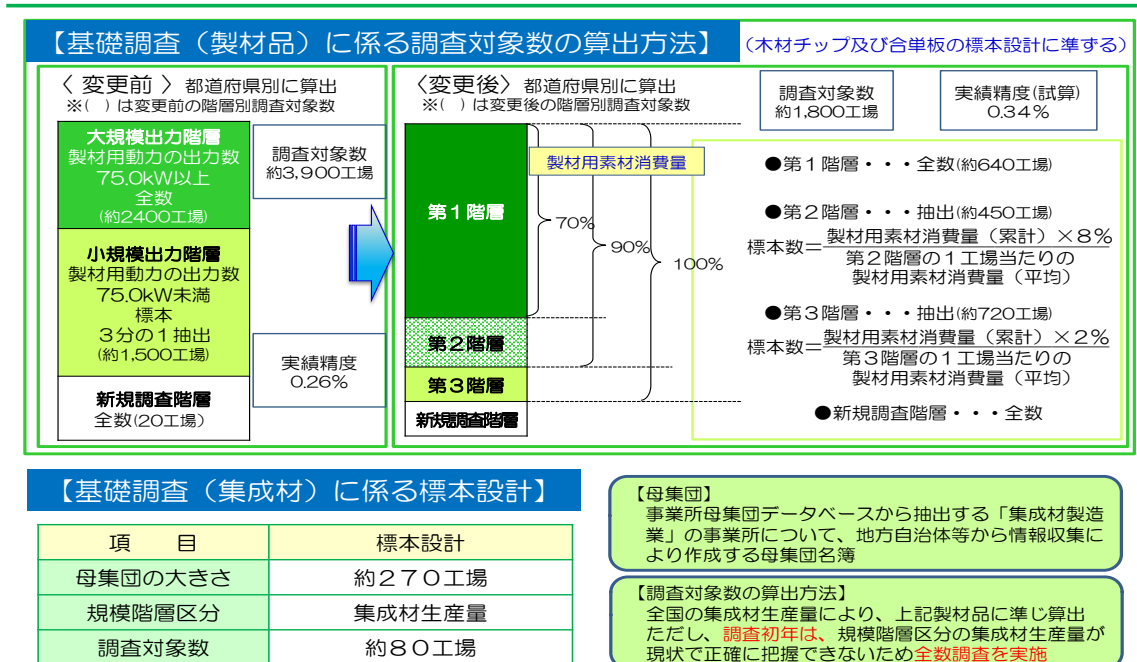 【基礎調査（製材品）に係る調査対象数の算出方法】
（木材チップ及び合単板の標本設計に準ずる）
〈 変更前 〉都道府県別に算出
※( )は変更前の階層別調査対象数
大規模出力階層
製材用動力の出力数
75.0kW以上
全数
(約2400工場)
小規模出力階層
製材用動力の出力数
75.0kW未満
標本
３分の１抽出
(約1,500工場)
新規調査階層
全数(20工場)
調査対象数
約3,900工場
実績精度
0.26%
〈変更後〉都道府県別に算出
※( )は変更後の階層別調査対象数
製材用素材消費量
第１階層
第２階層
第３階層
新規調査階層
70%
90%
100%
調査対象数
約1,800工場
実績精度(試算)
0.34%
●第１階層・・・全数(約640工場)
●第２階層・・・抽出(約450工場)
標本数＝製材用素材消費量（累計）×８％
第２階層の１工場当たりの
製材用素材消費量（平均）
●第３階層・・・抽出(約720工場)
標本数＝製材用素材消費量（累計）×２％
第３階層の１工場当たりの
製材用素材消費量（平均）
●新規調査階層・・・全数
【基礎調査（集成材）に係る標本設計】
項　目　標本設計
母集団の大きさ　約２７０工場
規模階層区分　集成材生産量
調査対象数　約８０工場
【母集団】
事業所母集団データベースから抽出する「集成材製造
業」の事業所について、地方自治体等から情報収集に
より作成する母集団名簿
【調査対象数の算出方法】
全国の集成材生産量により、上記製材品に準じ算出
ただし、調査初年は、規模階層区分の集成材生産量が
現状で正確に把握できないため全数調査を実施